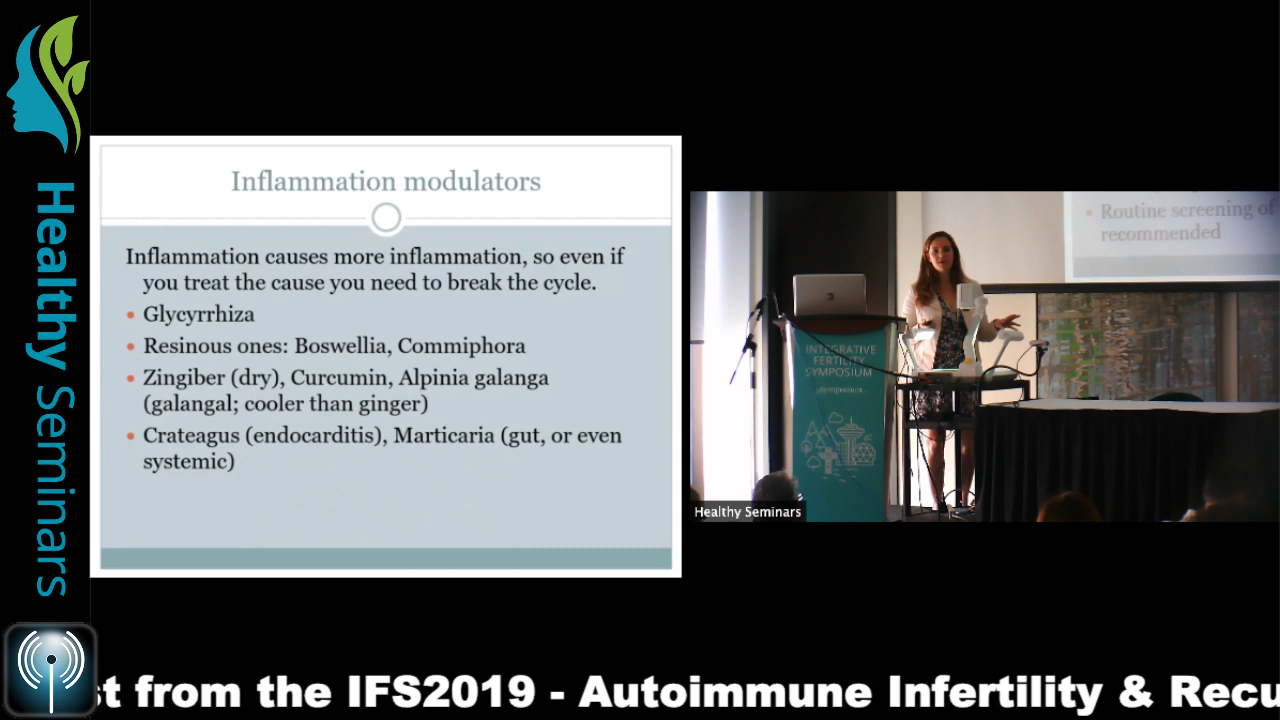 Healthy Seminars
Inflammation modulators
Inflammation causes more inflammation, so even if
you treat the cause you need to break the cycle.
• Glycyrrhiza
• Resinous ones: Boswellia, Commiphora
• Zingiber (dry), Curcumin, Alpinia galanga
(galangal; cooler than ginger)
• Crateagus (endocarditis), Marticaria (gut, or even
systemic)
• Routine screening of
recommended
INTEGRATIVE
FERTILITY
SYMPOSIUM
Healthy Seminars
st from the IFS2019 - Autoimmune Infertility & Recu